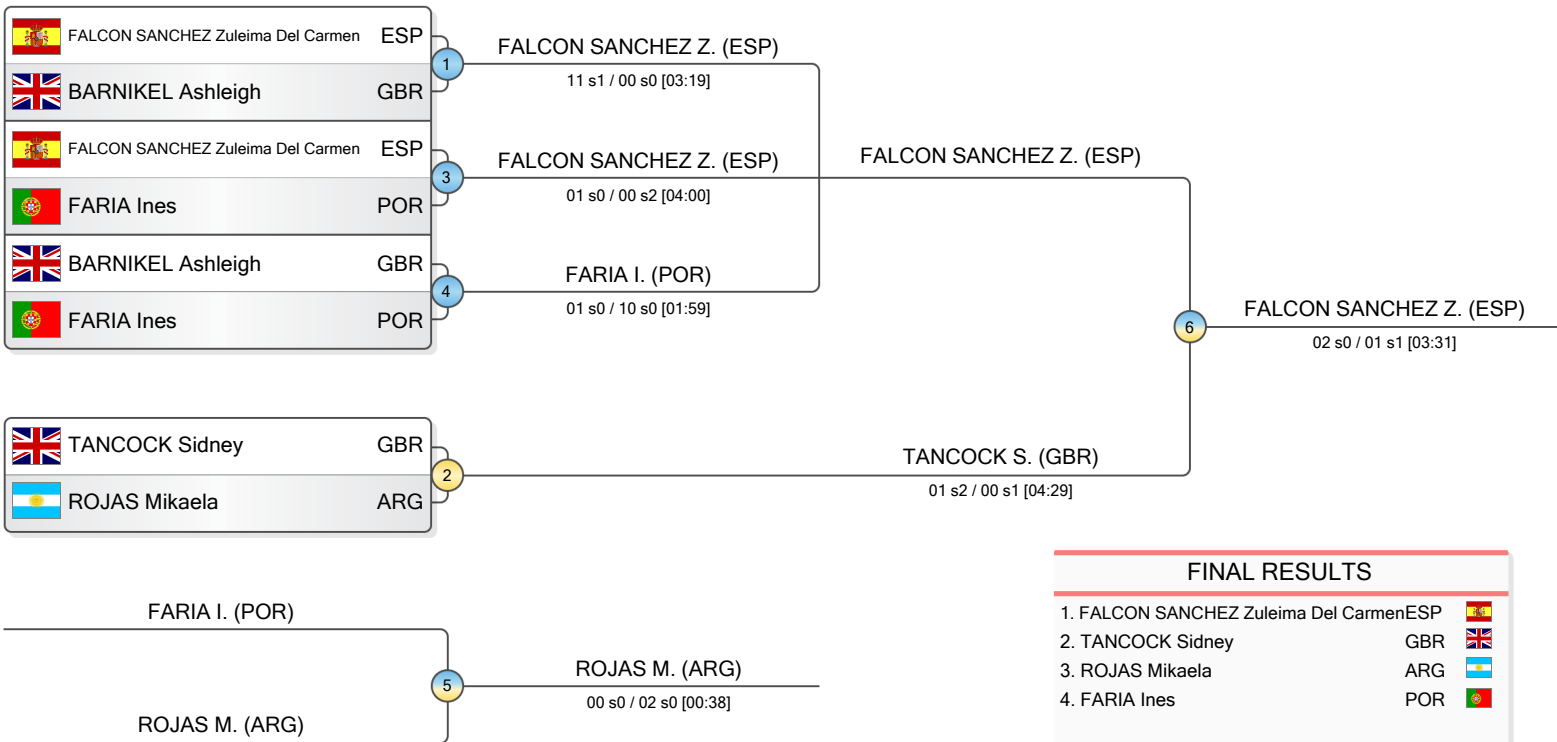 FALCON SANCHEZ Zuleima Del Carmen ESP
BARNIKEL Ashleigh GBR
1
FALCON SANCHEZ Z. (ESP)
11 s1 / 00 s0 [03:19]
FALCON SANCHEZ Zuleima Del Carmen ESP
FARIA Ines POR
3
FALCON SANCHEZ Z. (ESP)
01 s0 / 00 s2 [04:00]
BARNIKEL Ashleigh GBR
FARIA Ines POR
4
FARIA I. (POR)
01 s0 / 10 s0 [01:59]
FALCON SANCHEZ Z. (ESP)
TANCOCK Sidney GBR
ROJAS Mikaela ARG
2
TANCOCK S. (GBR)
01 s2 / 00 s1 [04:29]
6
FALCON SANCHEZ Z. (ESP)
02 s0 / 01 s1 [03:31]
FARIA I. (POR)
ROJAS M. (ARG)
5
ROJAS M. (ARG)
00 s0 / 02 s0 [00:38]
FINAL RESULTS
1. FALCON SANCHEZ Zuleima Del CarmenESP
2. TANCOCK Sidney GBR
3. ROJAS Mikaela ARG
4. FARIA Ines POR